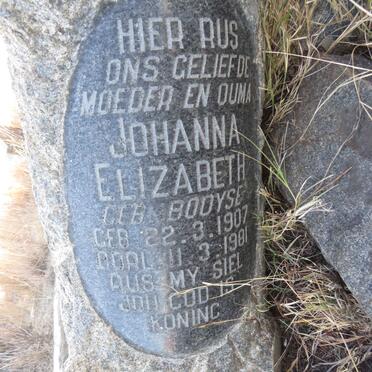 HIER RUS
ONS GELIEFDE
MOEDER EN OUMA
JOHANNA
ELIZABETH
GEB. BOOYSE
GEB. 22.3.1907
OORL. 11.3.1981
RUS MY SIEL
JOU GOD IS
KONING